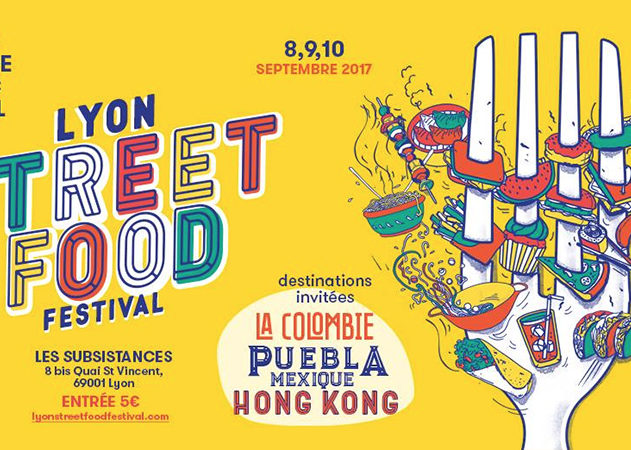 E
L
8,9,10
SEPTEMBRE 2017
LYON
STREET
FOOD
FESTIVAL
LES SUBSISTANCES
8 bis Quai St Vincent,
69001 Lyon
ENTRÉE 5€
lyonstreetfoodfestival.com
destinations
invitées
LA COLOMBIE
PUEBLA
MEXIQUE
HONG KONG